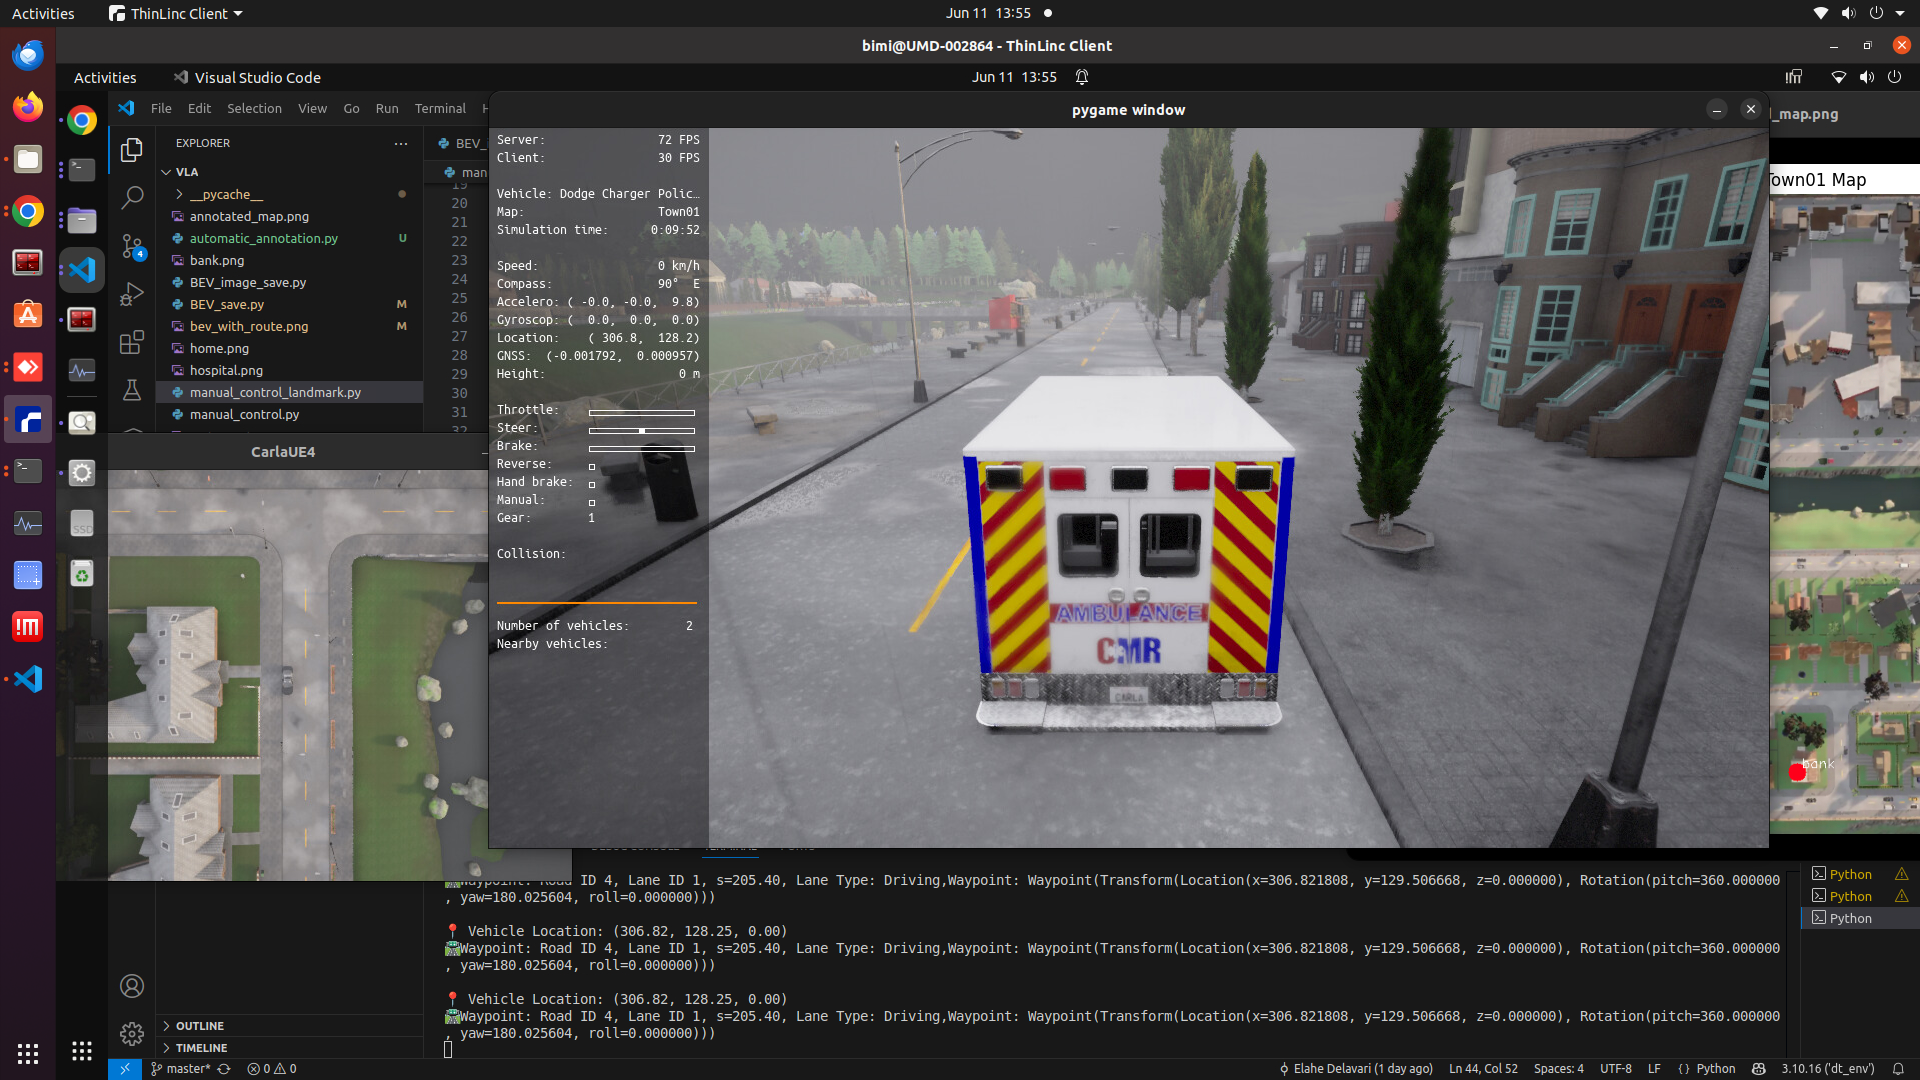 Activities
ThinLinc Client
Jun 11 13:55
bimi@UMD-002864 - ThinLinc Client
Activities
Visual Studio Code
Jun 11 13:55
File Edit Selection View Go Run Terminal
pygame window
_map.png
EXPLORER
VLA
__pycache__
annotated_map.png
automatic_annotation.py U
bank.png
BEV_image_save.py
BEV_save.py M
bev_with_route.png M
home.png
hospital.png
manual_control_landmark.py
manual_control.py
4
BEV_
man
19
20
21
22
23
24
25
26
27
28
29
30
31
32
Server: 72 FPS
Client: 30 FPS
Vehicle: Dodge Charger Polic…
Map: Town01
Simulation time: 0:09:52
Speed: 0 km/h
Compass: 90° E
Accelero: ( -0.0, -0.0, 9.8)
Gyroscop: ( 0.0, 0.0, 0.0)
Location: ( 306.8, 128.2)
GNSS: (-0.001792, 0.000957)
Height: 0 m
Throttle:
Steer:
Brake:
Reverse:
Hand brake:
Manual:
Gear: 1
Collision:
Number of vehicles: 2
Nearby vehicles:
AMBULANCE
CMR
CARLA
Town01 Map
bank
CarlaUE4
SSD
Waypoint: Road ID 4, Lane ID 1, s=205.40, Lane Type: Driving,Waypoint: Waypoint(Transform(Location(x=306.821808, y=129.506668, z=0.000000), Rotation(pitch=360.000000
, yaw=180.025604, roll=0.000000)))
Vehicle Location: (306.82, 128.25, 0.00)
Waypoint: Road ID 4, Lane ID 1, s=205.40, Lane Type: Driving,Waypoint: Waypoint(Transform(Location(x=306.821808, y=129.506668, z=0.000000), Rotation(pitch=360.000000
, yaw=180.025604, roll=0.000000)))
Vehicle Location: (306.82, 128.25, 0.00)
Waypoint: Road ID 4, Lane ID 1, s=205.40, Lane Type: Driving,Waypoint: Waypoint(Transform(Location(x=306.821808, y=129.506668, z=0.000000), Rotation(pitch=360.000000
, yaw=180.025604, roll=0.000000)))
Python
Python
Python
OUTLINE
TIMELINE
master* 0 0
Elahe Delavari (1 day ago) Ln 44, Col 52 Spaces: 4 UTF-8 LF Python 3.10.16 ('dt_env')